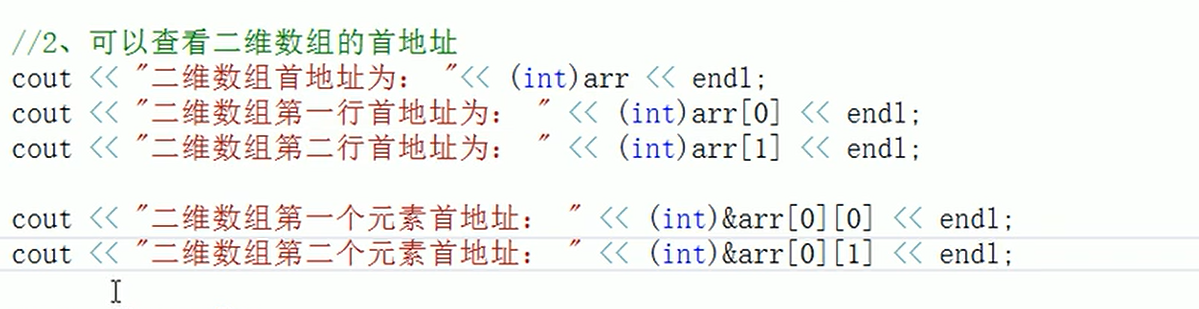 //2、可以查看二维数组的首地址
cout << "二维数组首地址为： "<< (int)arr << endl;
cout << "二维数组第一行首地址为： " << (int)arr[0] << endl;
cout << "二维数组第二行首地址为： " << (int)arr[1] << endl;
cout << "二维数组第一个元素首地址： " << (int)&arr[0][0] << endl;
cout << "二维数组第二个元素首地址： " << (int)&arr[0][1] << endl;